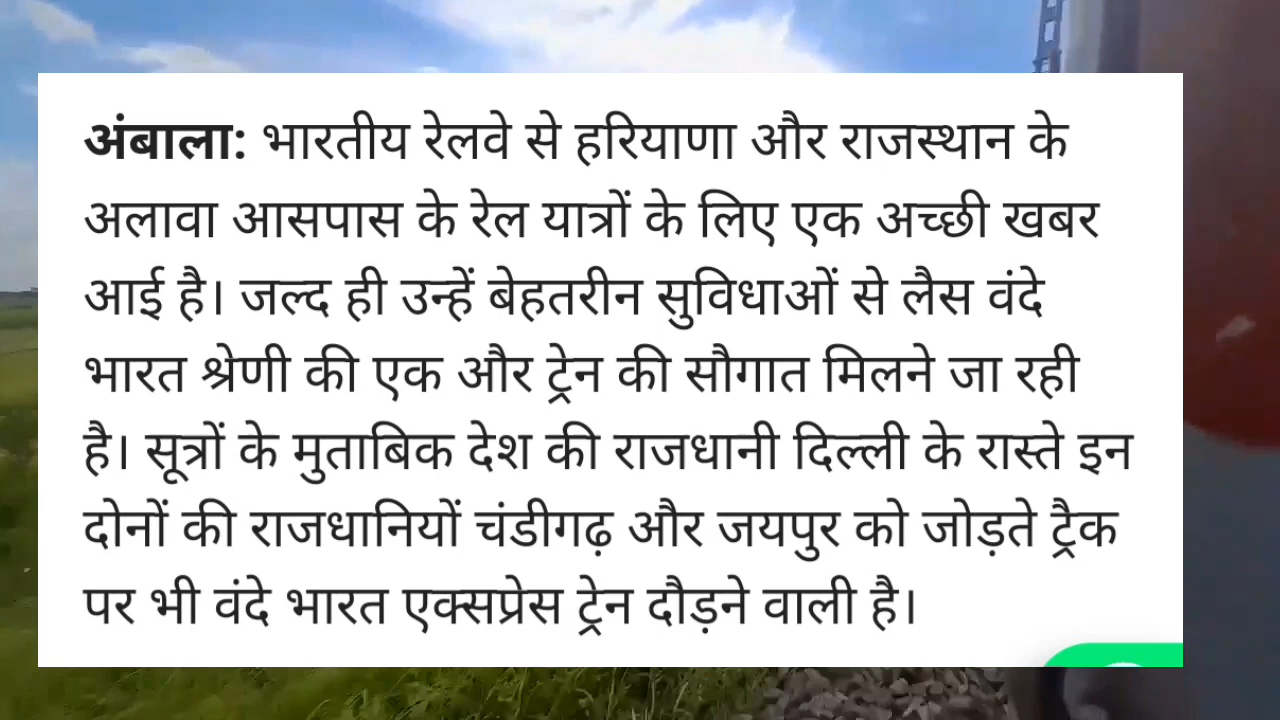 अंबाला: भारतीय रेलवे से हरियाणा और राजस्थान के
अलावा आसपास के रेल यात्रों के लिए एक अच्छी खबर
आई है। जल्द ही उन्हें बेहतरीन सुविधाओं से लैस वंदे
भारत श्रेणी की एक और ट्रेन की सौगात मिलने जा रही
है। सूत्रों के मुताबिक देश की राजधानी दिल्ली के रास्ते इन
दोनों की राजधानियों चंडीगढ़ और जयपुर को जोड़ते ट्रैक
पर भी वंदे भारत एक्सप्रेस ट्रेन दौड़ने वाली है।